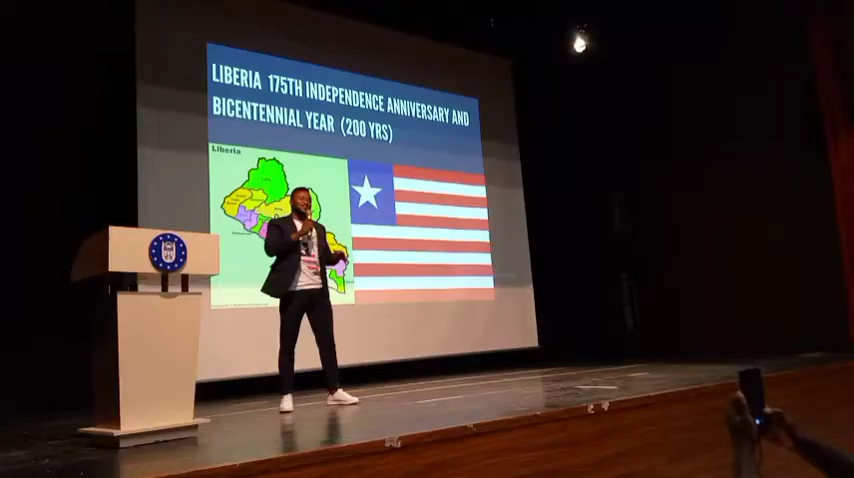 LIBERIA 175TH INDEPENDENCE ANNIVERSARY AND
BICENTENNIAL YEAR (200 YRS)
Liberia